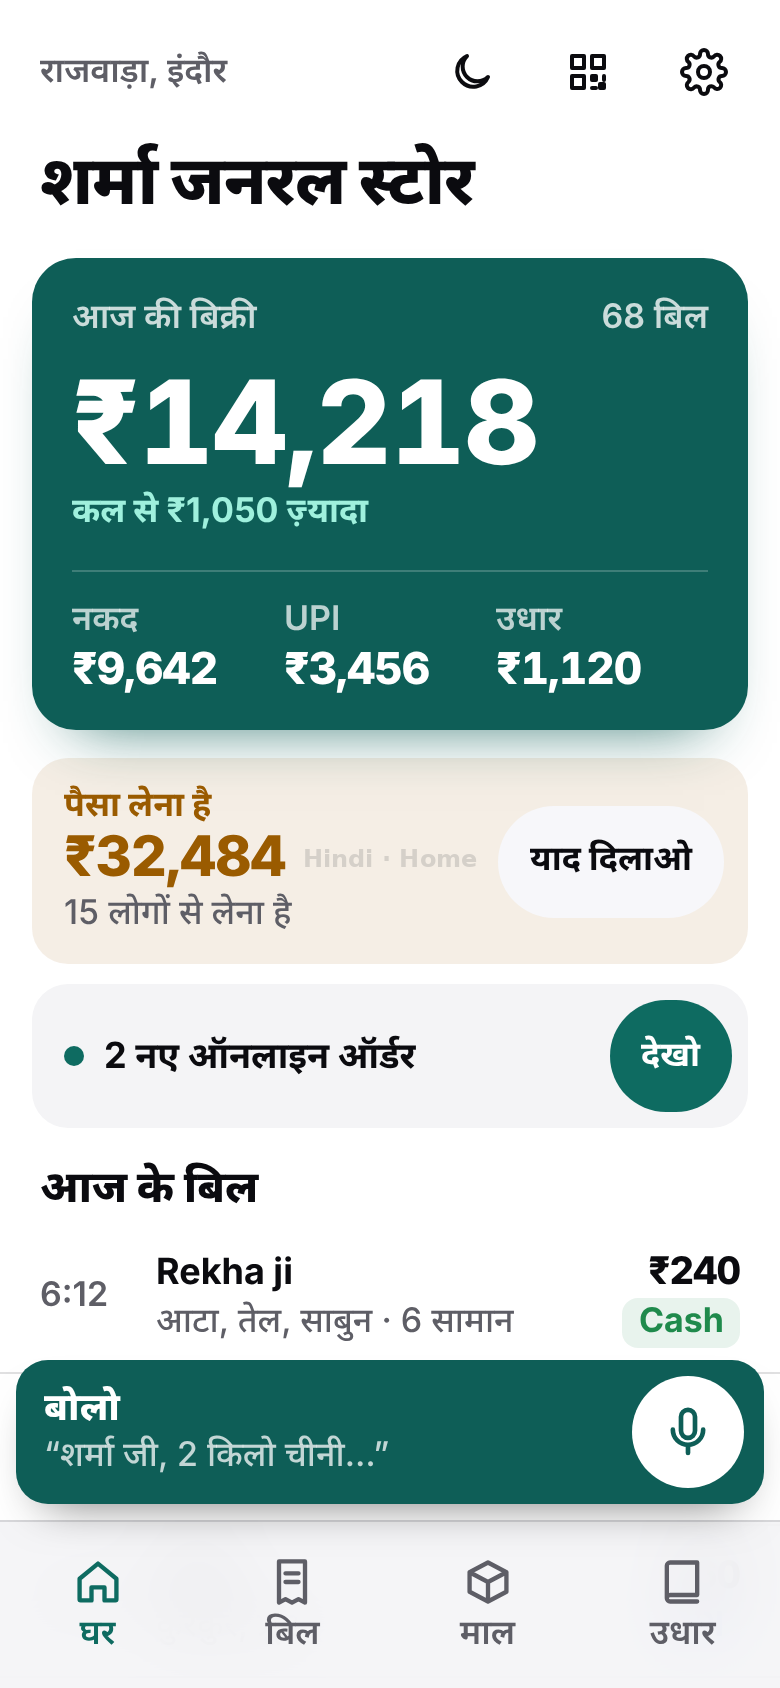 राजवाड़ा, इंदौर
शर्मा जनरल स्टोर
आज की बिक्री
68 बिल
₹14,218
कल से ₹1,050 ज़्यादा
नकद
UPI
उधार
₹9,642
₹3,456
₹1,120
पैसा लेना है
₹32,484
Hindi · Home
याद दिलाओ
15 लोगों से लेना है
2 नए ऑनलाइन ऑर्डर
देखो
आज के बिल
6:12
Rekha ji
₹240
आटा, तेल, साबुन · 6 सामान
Cash
बोलो
“शर्मा जी, 2 किलो चीनी…”
घर
बिल
माल
उधार